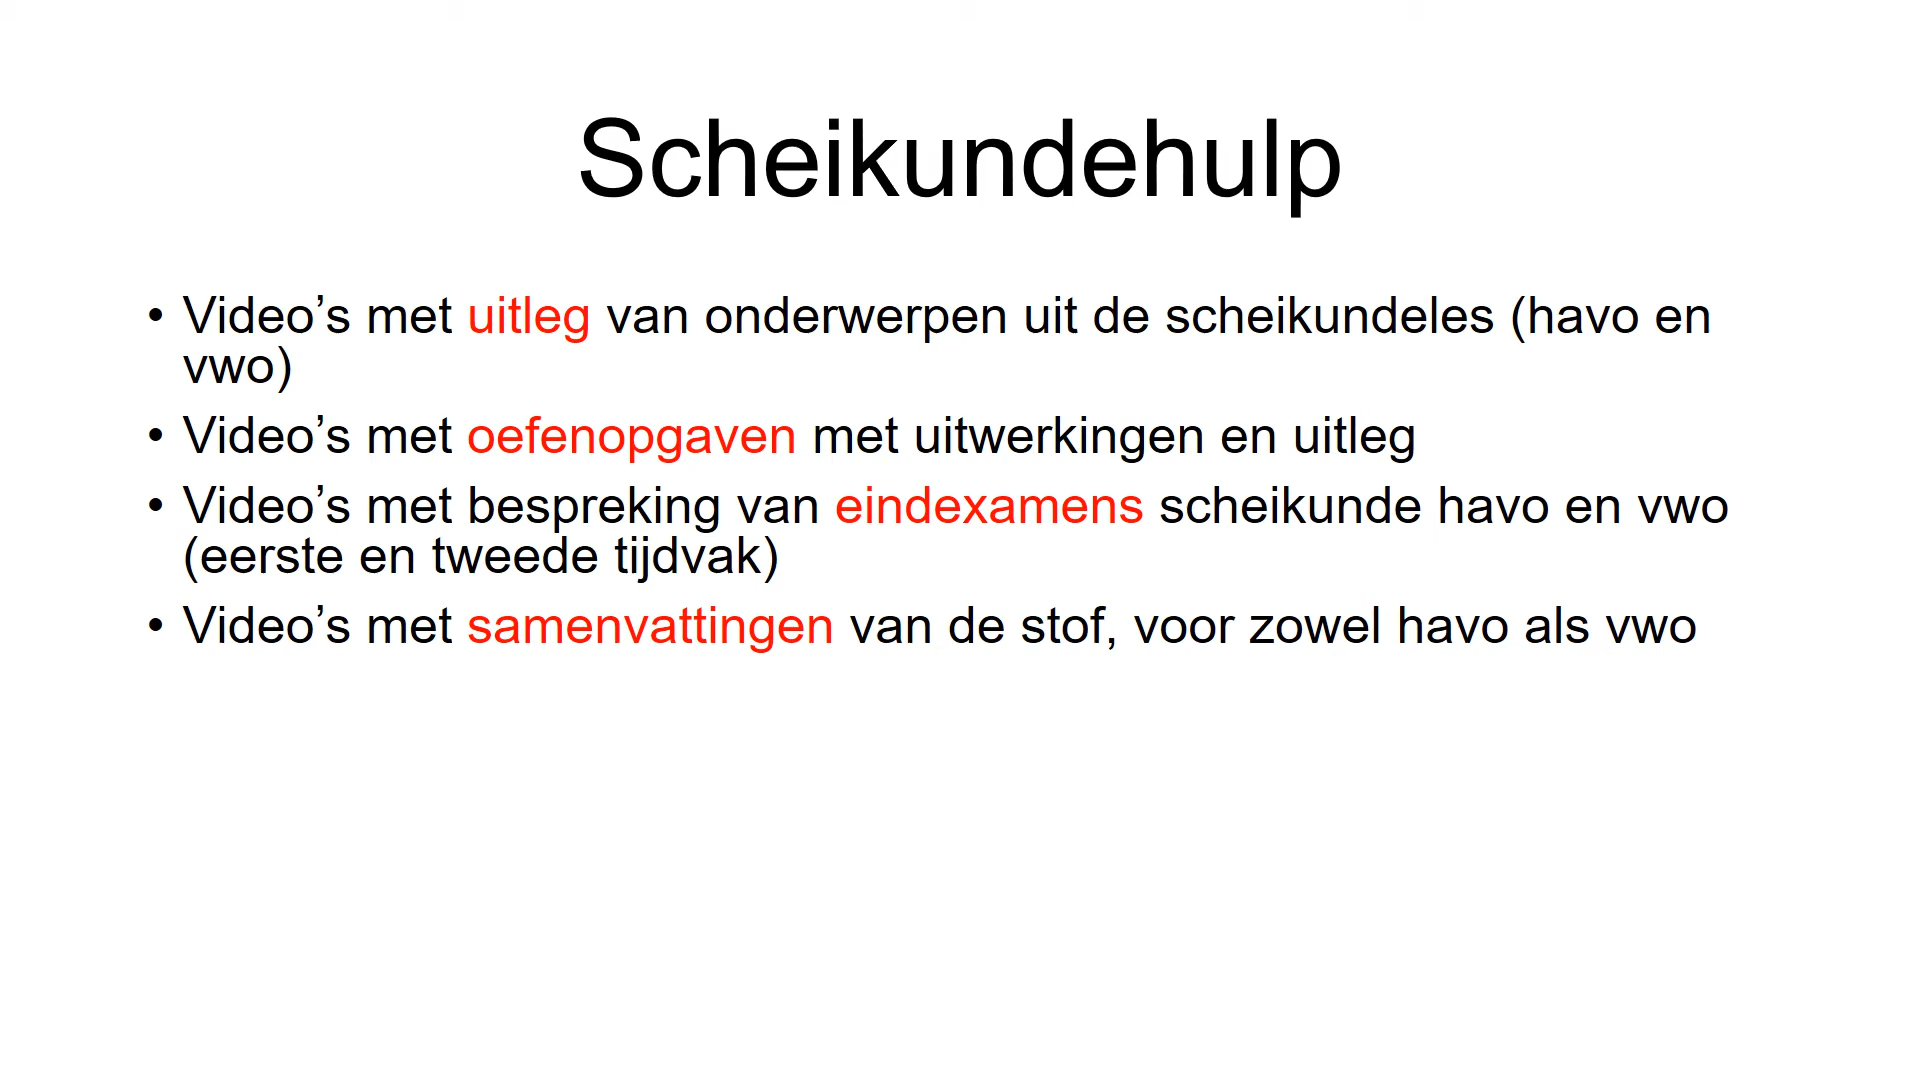 Scheikundehulp
• Video’s met uitleg van onderwerpen uit de scheikundeles (havo en
vwo)
• Video’s met oefenopgaven met uitwerkingen en uitleg
• Video’s met bespreking van eindexamens scheikunde havo en vwo
(eerste en tweede tijdvak)
• Video’s met samenvattingen van de stof, voor zowel havo als vwo